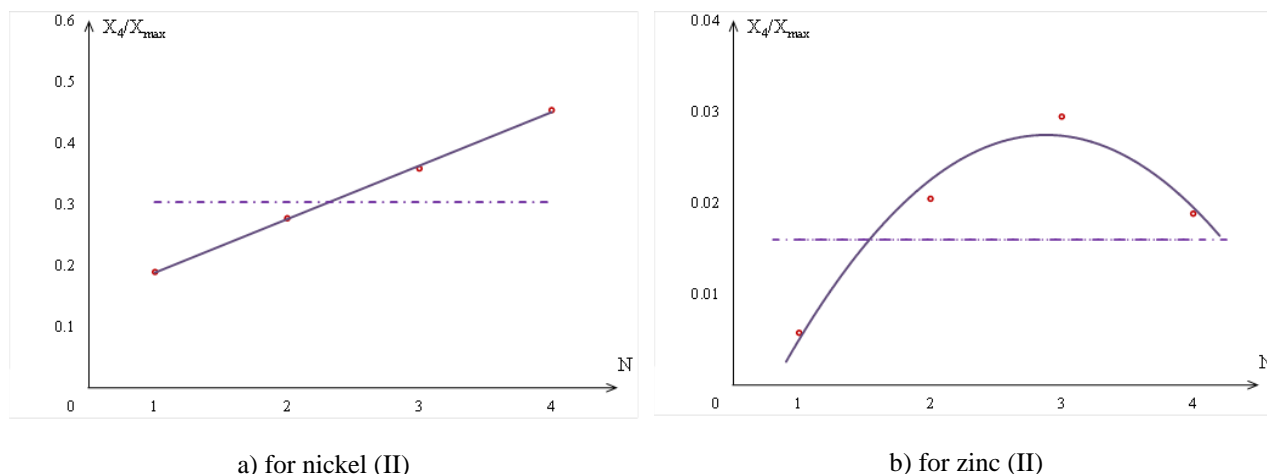 0.6
X4/Xmax
0.5
0.4
0.3
0.2
0.1
N
0 1 2 3 4
a) for nickel (II)
0.04
X4/Xmax
0.03
0.02
0.01
N
0 1 2 3 4
b) for zinc (II)